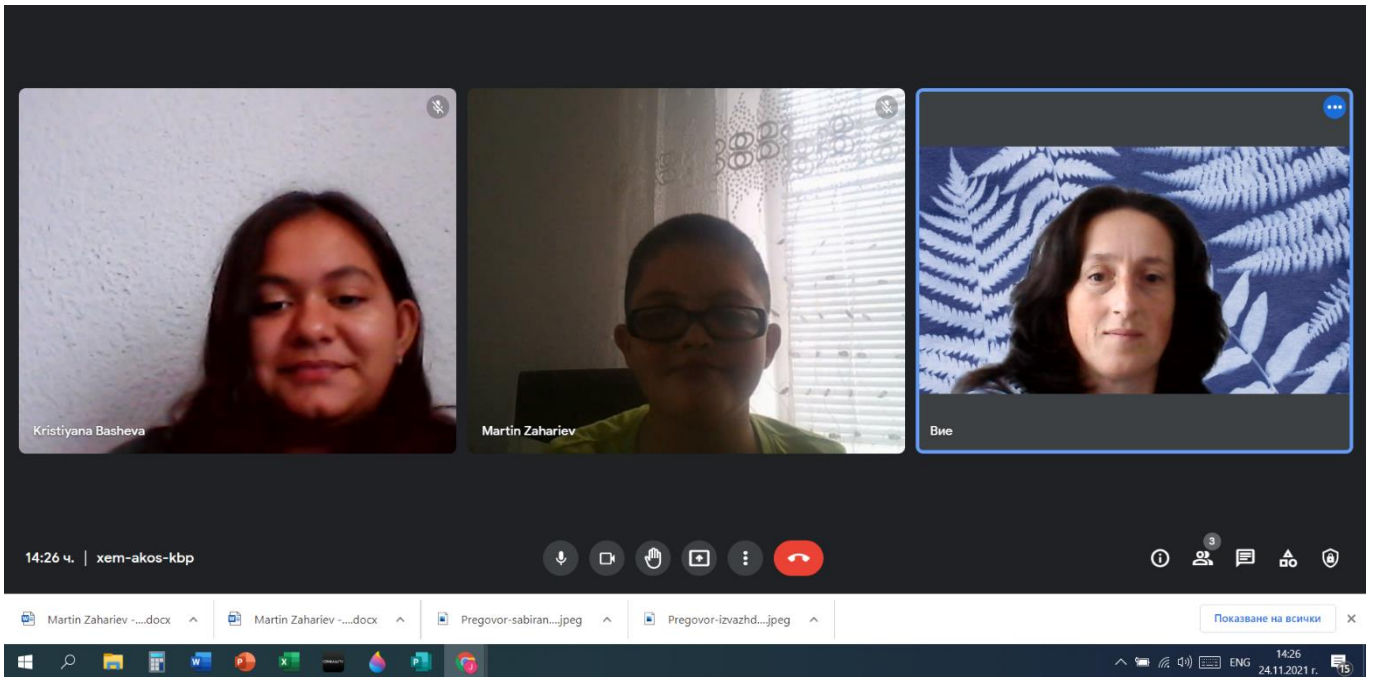 Kristiyana Basheva
Martin Zahariev
Вие
14:26 ч. | xem-akos-kbp
3
Martin Zahariev -....docx
Martin Zahariev -....docx
Pregovor-sabiran....jpeg
Pregovor-izvazhd....jpeg
Показване на всички
ENG
14:26
24.11.2021 г.
15